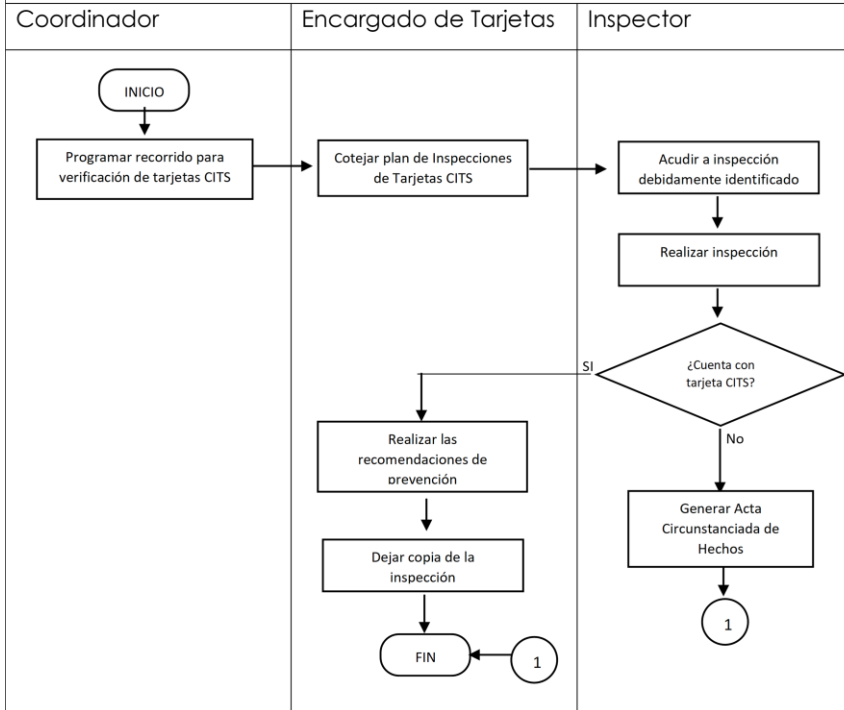 Coordinador
Encargado de Tarjetas
Inspector
INICIO
Programar recorrido para
verificación de tarjetas CITS
Cotejar plan de Inspecciones
de Tarjetas CITS
Acudir a inspección
debidamente identificado
Realizar inspección
¿Cuenta con
tarjeta CITS?
SI
No
Realizar las
recomendaciones de
prevención
Generar Acta
Circunstanciada de
Hechos
Dejar copia de la
inspección
1
FIN
1